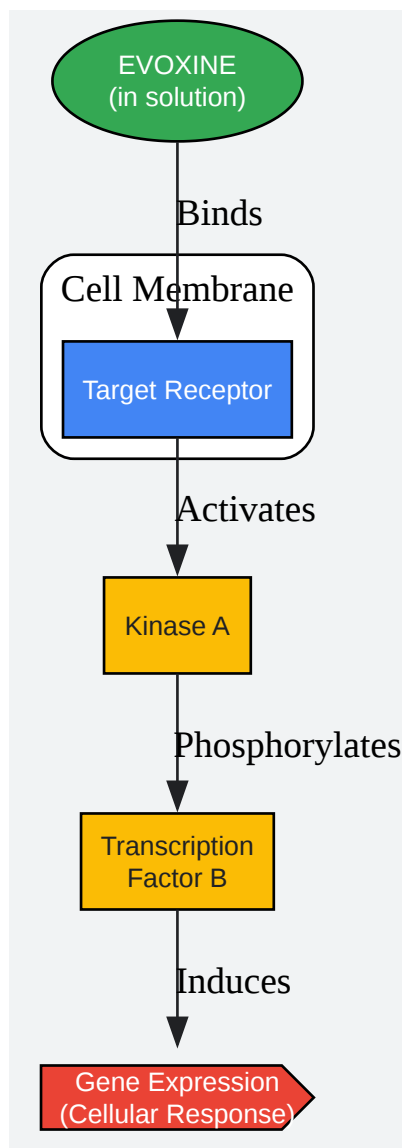 EVOXINE
(in solution)
Binds
Cell Membrane
Target Receptor
Activates
Kinase A
Phosphorylates
Transcription
Factor B
Induces
Gene Expression
(Cellular Response)